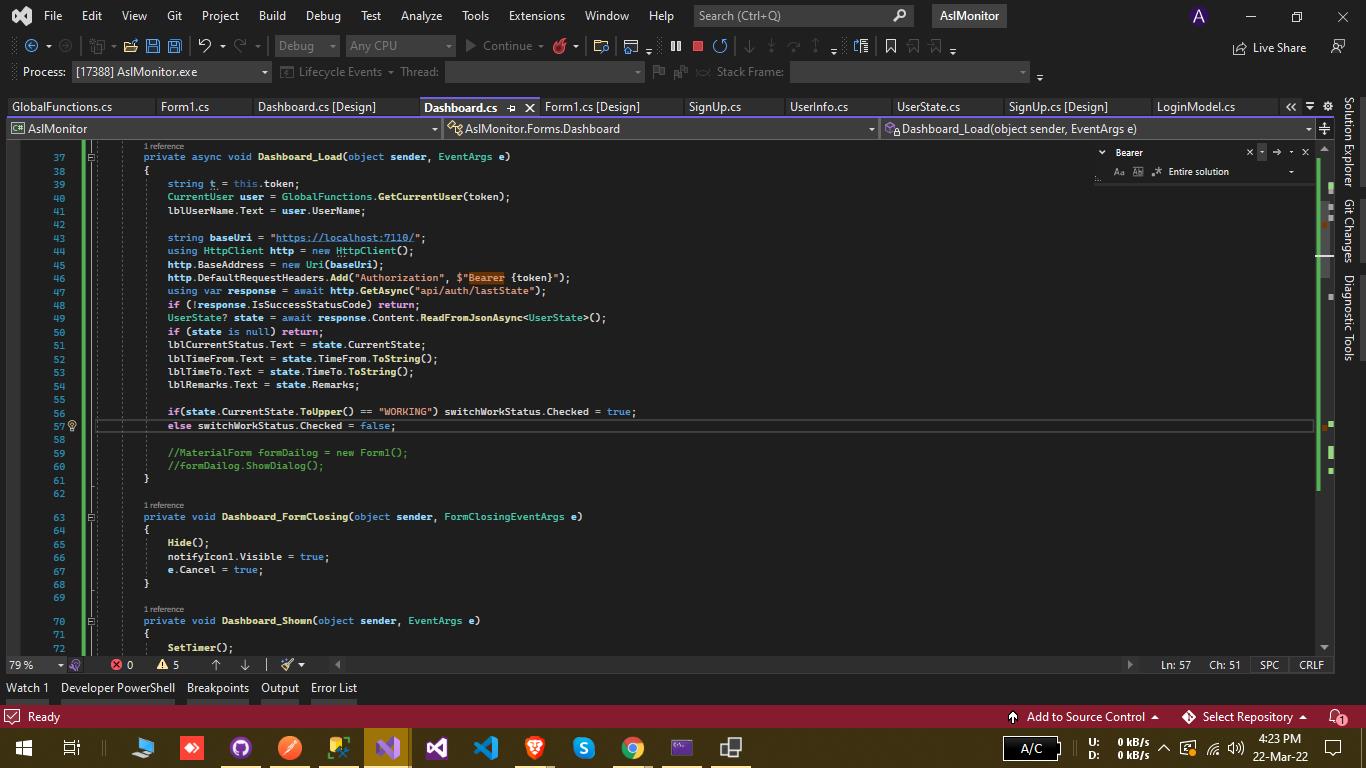 File Edit View Git Project Build Debug Test Analyze Tools Extensions Window Help Search (Ctrl+Q) AslMonitor A
Debug Any CPU Continue Live Share
Process: [17388] AslMonitor.exe Lifecycle Events Thread: Stack Frame:
GlobalFunctions.cs Form1.cs Dashboard.cs [Design] Dashboard.cs Form1.cs [Design] SignUp.cs UserInfo.cs UserState.cs SignUp.cs [Design] LoginModel.cs
C# AslMonitor AslMonitor.Forms.Dashboard Dashboard_Load(object sender, EventArgs e)
Bearer
Aa Ab Entire solution
Solution Explorer
Git Changes
Diagnostic Tools
1 reference
37 private async void Dashboard_Load(object sender, EventArgs e)
38 {
39 string t = this.token;
40 CurrentUser user = GlobalFunctions.GetCurrentUser(token);
41 lblUserName.Text = user.UserName;
42
43 string baseUri = "https://localhost:7110/";
44 using HttpClient http = new HttpClient();
45 http.BaseAddress = new Uri(baseUri);
46 http.DefaultRequestHeaders.Add("Authorization", $"Bearer {token}");
47 using var response = await http.GetAsync("api/auth/lastState");
48 if (!response.IsSuccessStatusCode) return;
49 UserState? state = await response.Content.ReadFromJsonAsync<UserState>();
50 if (state is null) return;
51 lblCurrentStatus.Text = state.CurrentState;
52 lblTimeFrom.Text = state.TimeFrom.ToString();
53 lblTimeTo.Text = state.TimeTo.ToString();
54 lblRemarks.Text = state.Remarks;
55
56 if(state.CurrentState.ToUpper() == "WORKING") switchWorkStatus.Checked = true;
57 else switchWorkStatus.Checked = false;
58
59 //MaterialForm formDailog = new Form1();
60 //formDailog.ShowDialog();
61 }
62
1 reference
63 private void Dashboard_FormClosing(object sender, FormClosingEventArgs e)
64 {
65 Hide();
66 notifyIcon1.Visible = true;
67 e.Cancel = true;
68 }
69
1 reference
70 private void Dashboard_Shown(object sender, EventArgs e)
71 {
72 SetTimer();
79 % 0 5 Ln: 57 Ch: 51 SPC CRLF
Watch 1 Developer PowerShell Breakpoints Output Error List
Ready Add to Source Control Select Repository 1
A/C U: 0 kB/s 4:23 PM
D: 0 kB/s 22-Mar-22